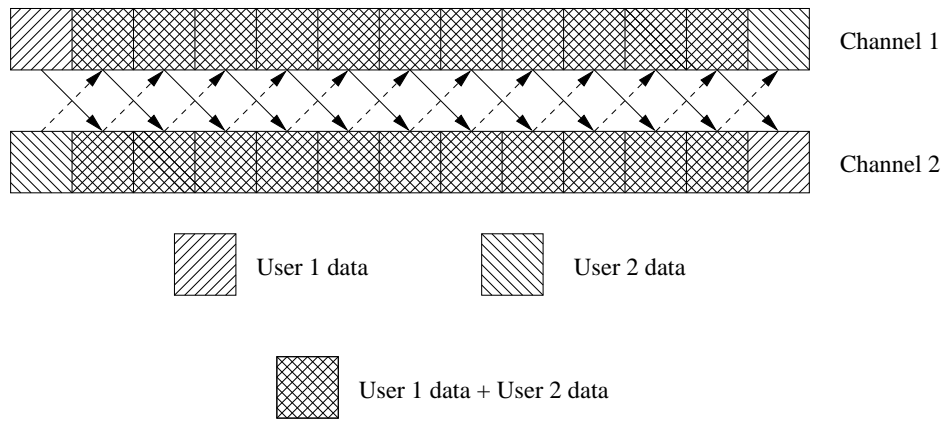 Channel 1
Channel 2
User 1 data
User 2 data
User 1 data + User 2 data